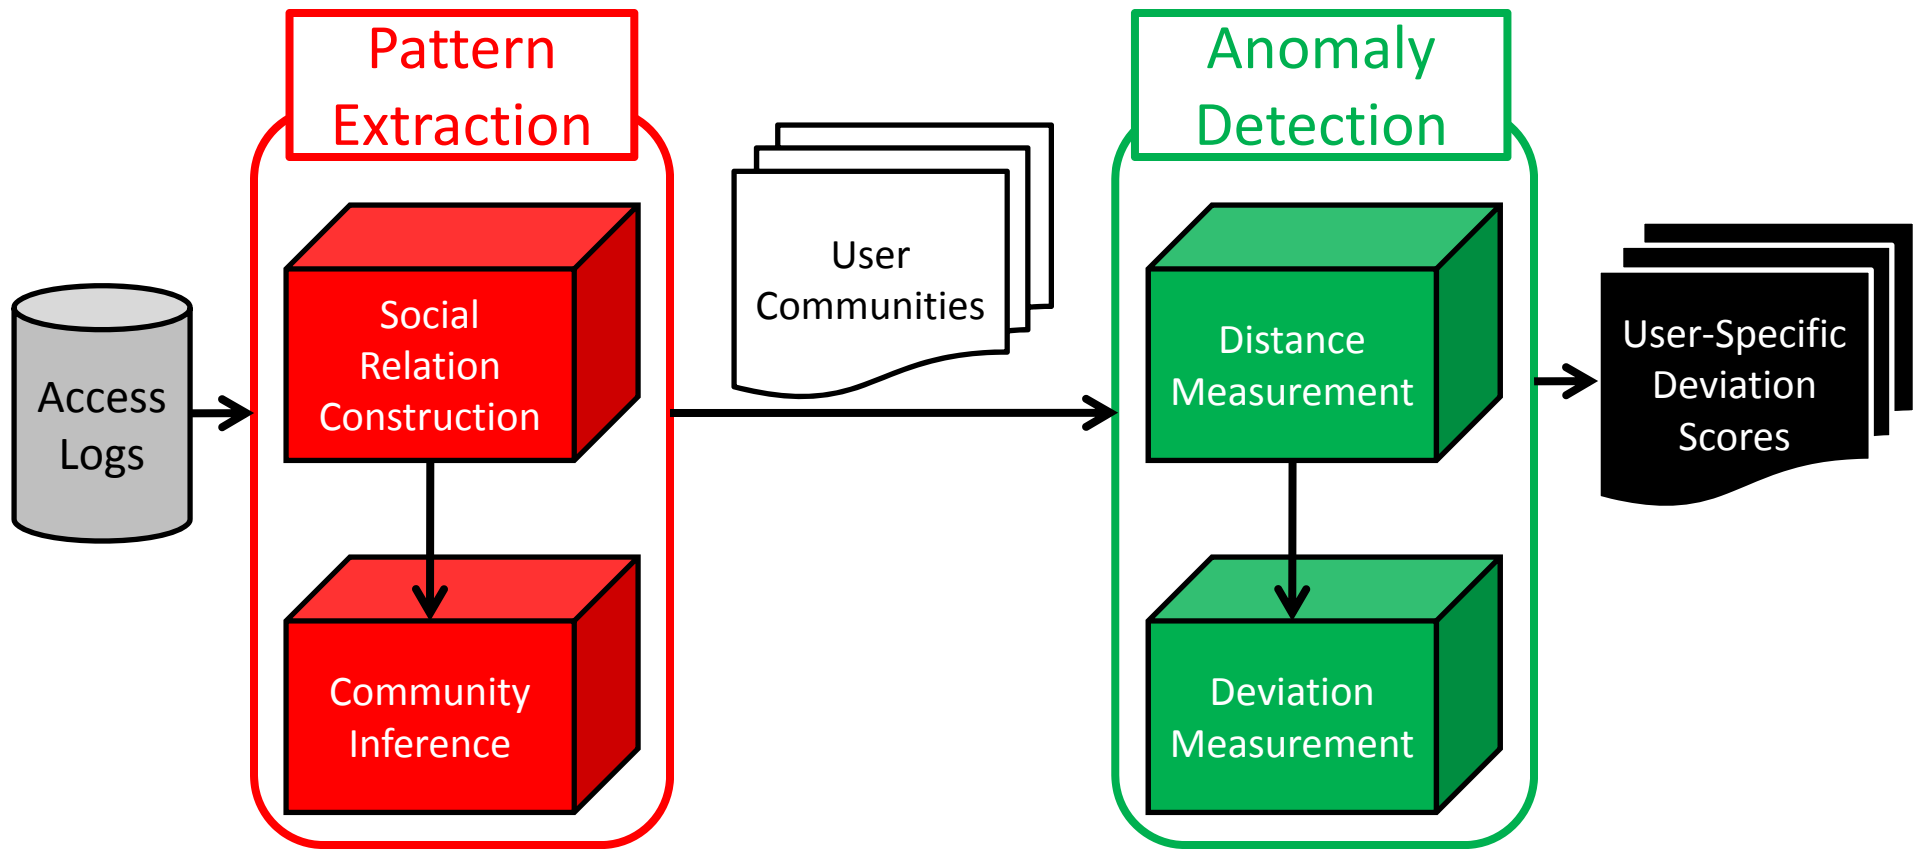 Pattern
Extraction
Anomaly
Detection
Access
Logs
Social
Relation
Construction
Community
Inference
User
Communities
Distance
Measurement
Deviation
Measurement
User-Specific
Deviation
Scores